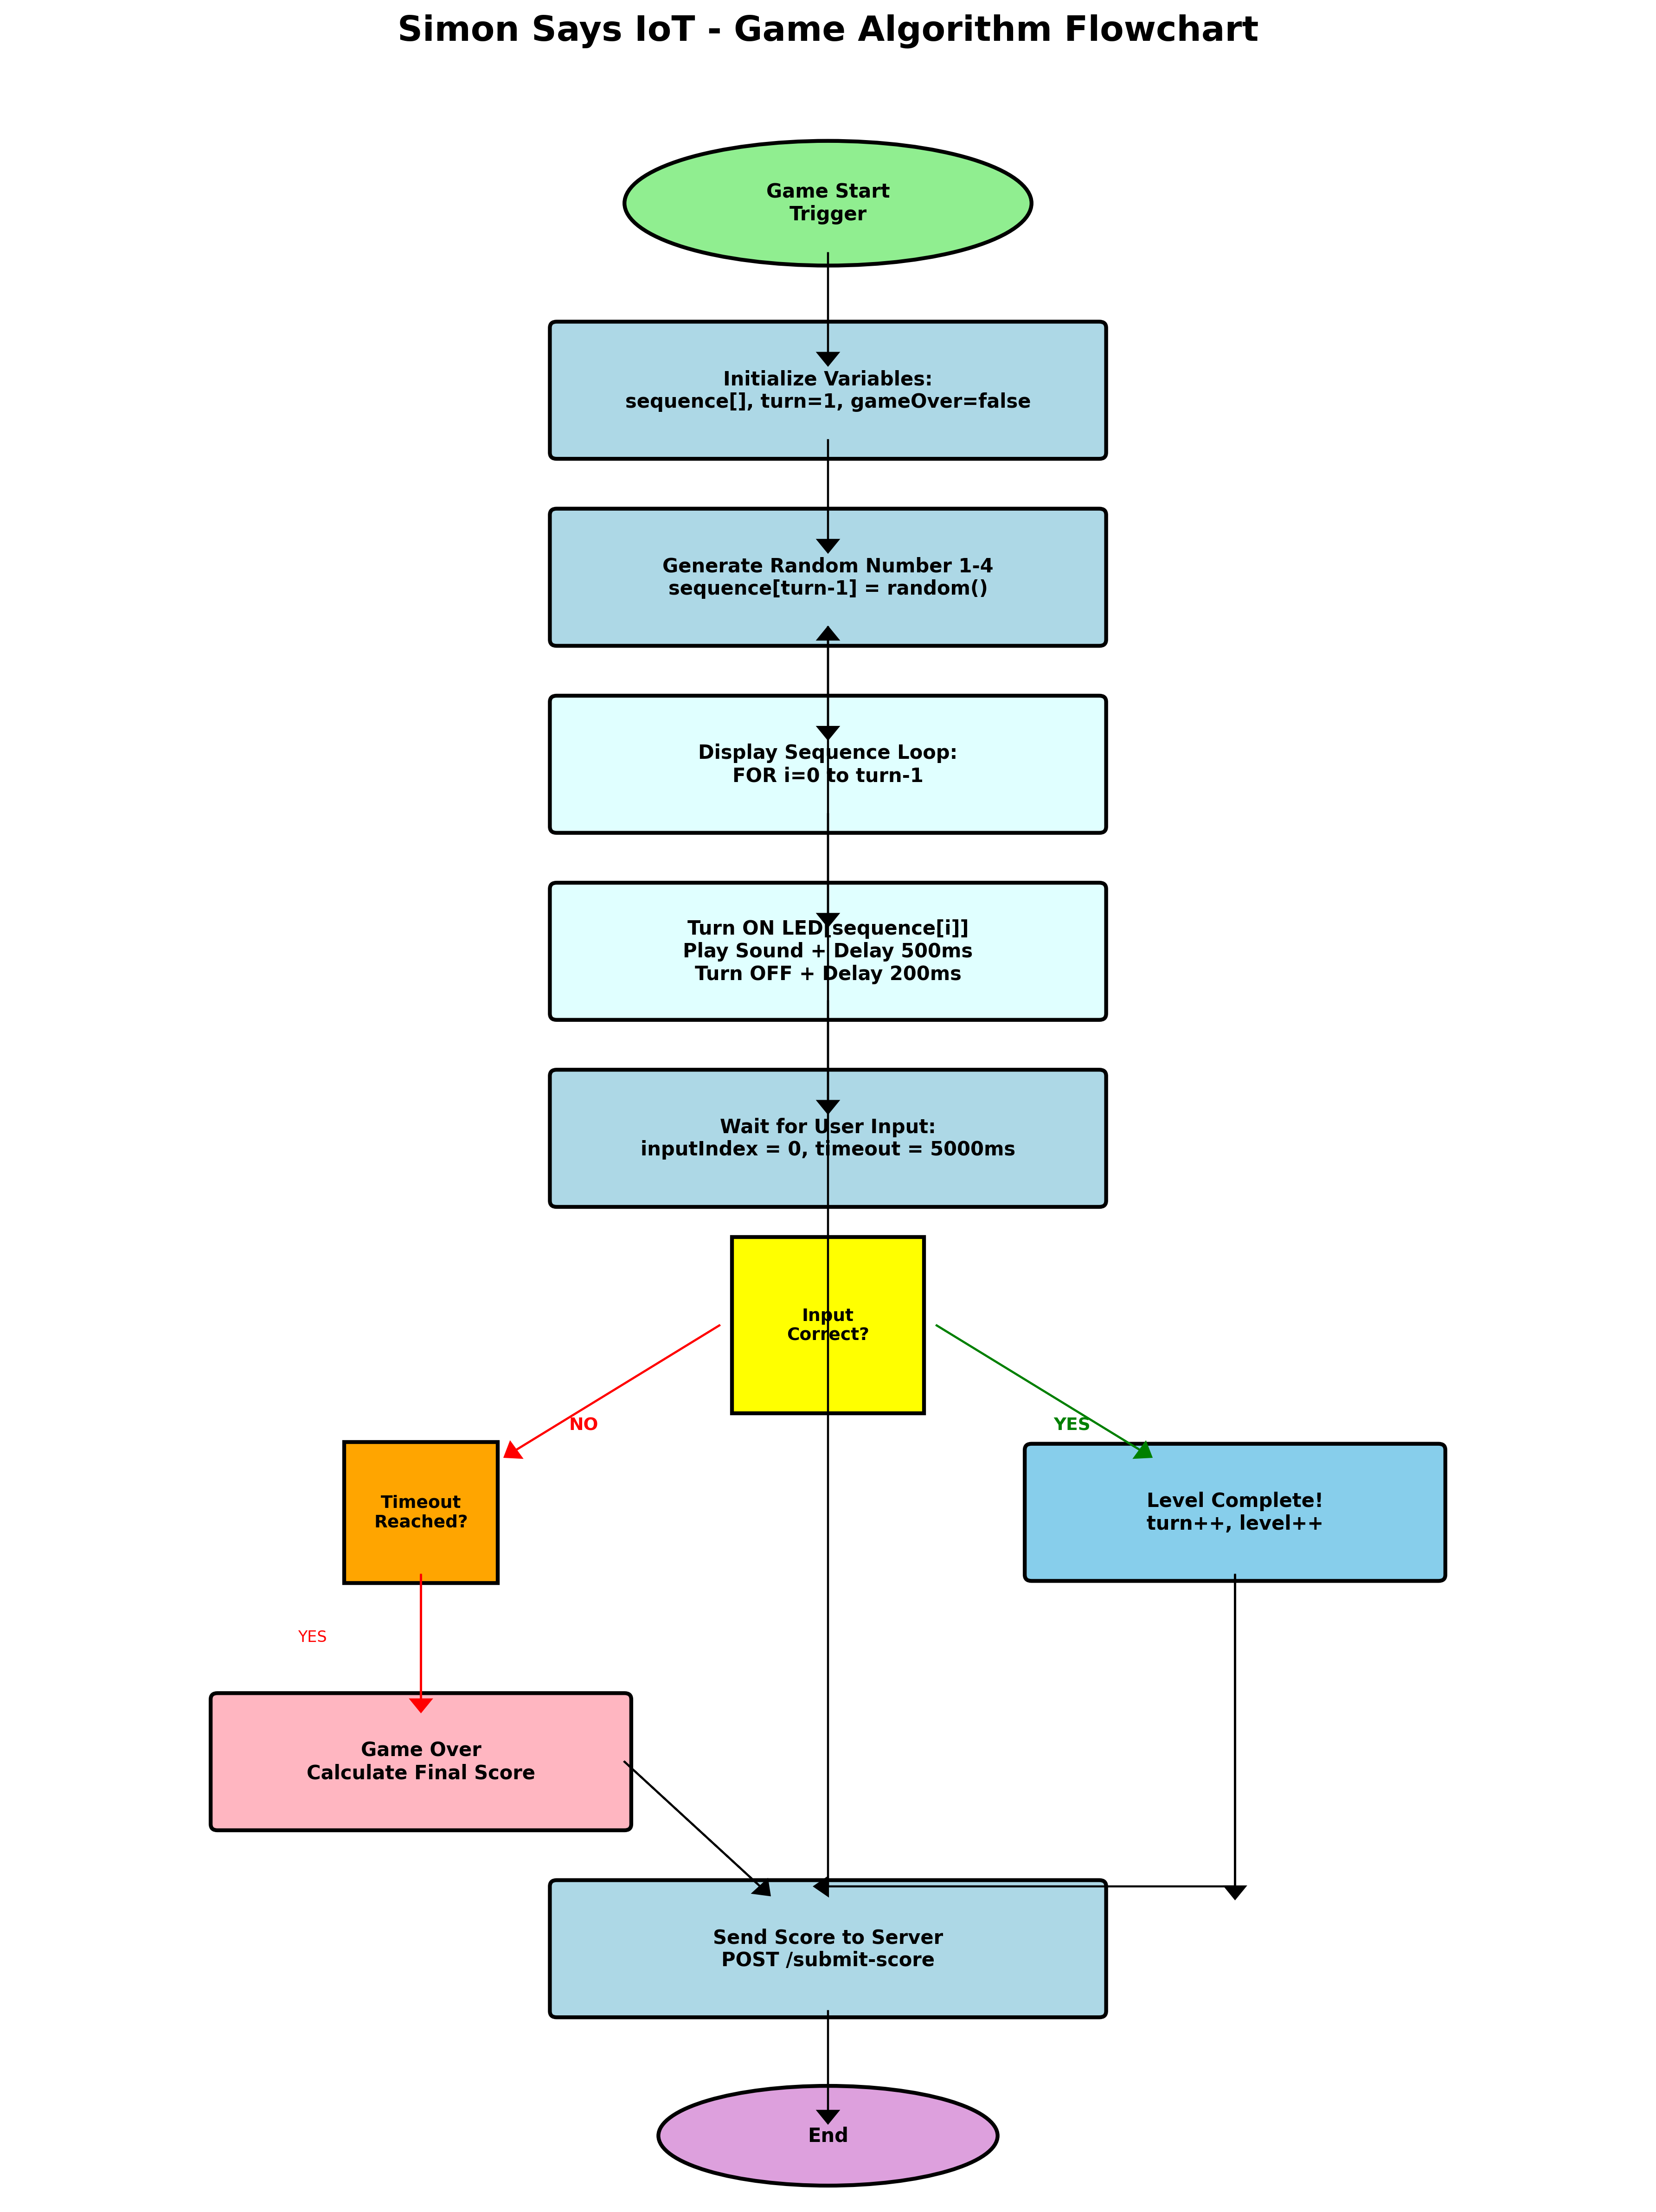 Simon Says IoT - Game Algorithm Flowchart
Game Start
Trigger
Initialize Variables:
sequence[], turn=1, gameOver=false
Generate Random Number 1-4
sequence[turn-1] = random()
Display Sequence Loop:
FOR i=0 to turn-1
Turn ON LED[sequence[i]]
Play Sound + Delay 500ms
Turn OFF + Delay 200ms
Wait for User Input:
inputIndex = 0, timeout = 5000ms
Input
Correct?
NO
YES
Timeout
Reached?
Level Complete!
turn++, level++
YES
Game Over
Calculate Final Score
Send Score to Server
POST /submit-score
End